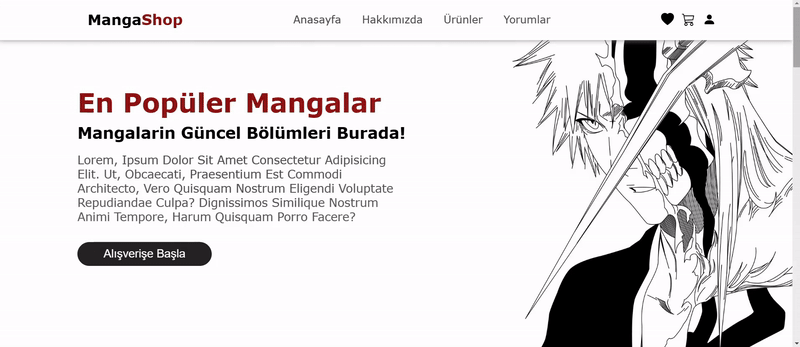 MangaShop
Anasayfa Hakkımızda Ürünler Yorumlar
En Popüler Mangalar
Mangalarin Güncel Bölümleri Burada!
Lorem, Ipsum Dolor Sit Amet Consectetur Adipisicing
Elit. Ut, Obcaecati, Praesentium Est Commodi
Architecto, Vero Quisquam Nostrum Eligendi Voluptate
Repudiandae Culpa? Dignissimos Similique Nostrum
Animi Tempore, Harum Quisquam Porro Facere?
Alışverişe Başla